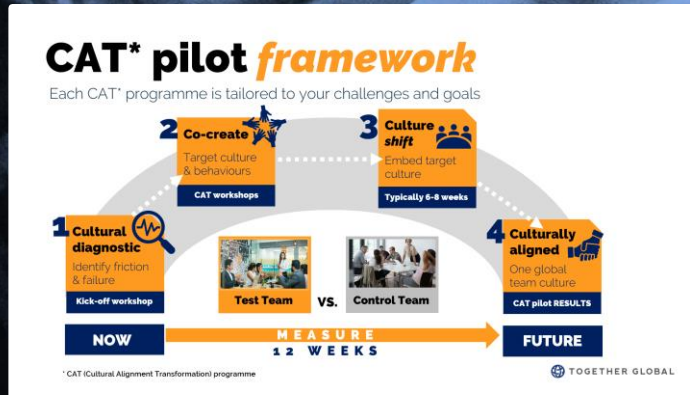 CAT* pilot framework
Each CAT* programme is tailored to your challenges and goals
1
Cultural
diagnostic
Identify friction
& failure
Kick-off workshop
2
Co-create
Target culture
& behaviours
CAT workshops
3
Culture
shift
Embed target
culture
Typically 6-8 weeks
4
Culturally
aligned
One global
team culture
CAT pilot RESULTS
Test Team
VS.
Control Team
NOW
MEASURE
12 WEEKS
FUTURE
* CAT (Cultural Alignment Transformation) programme
TOGETHER GLOBAL